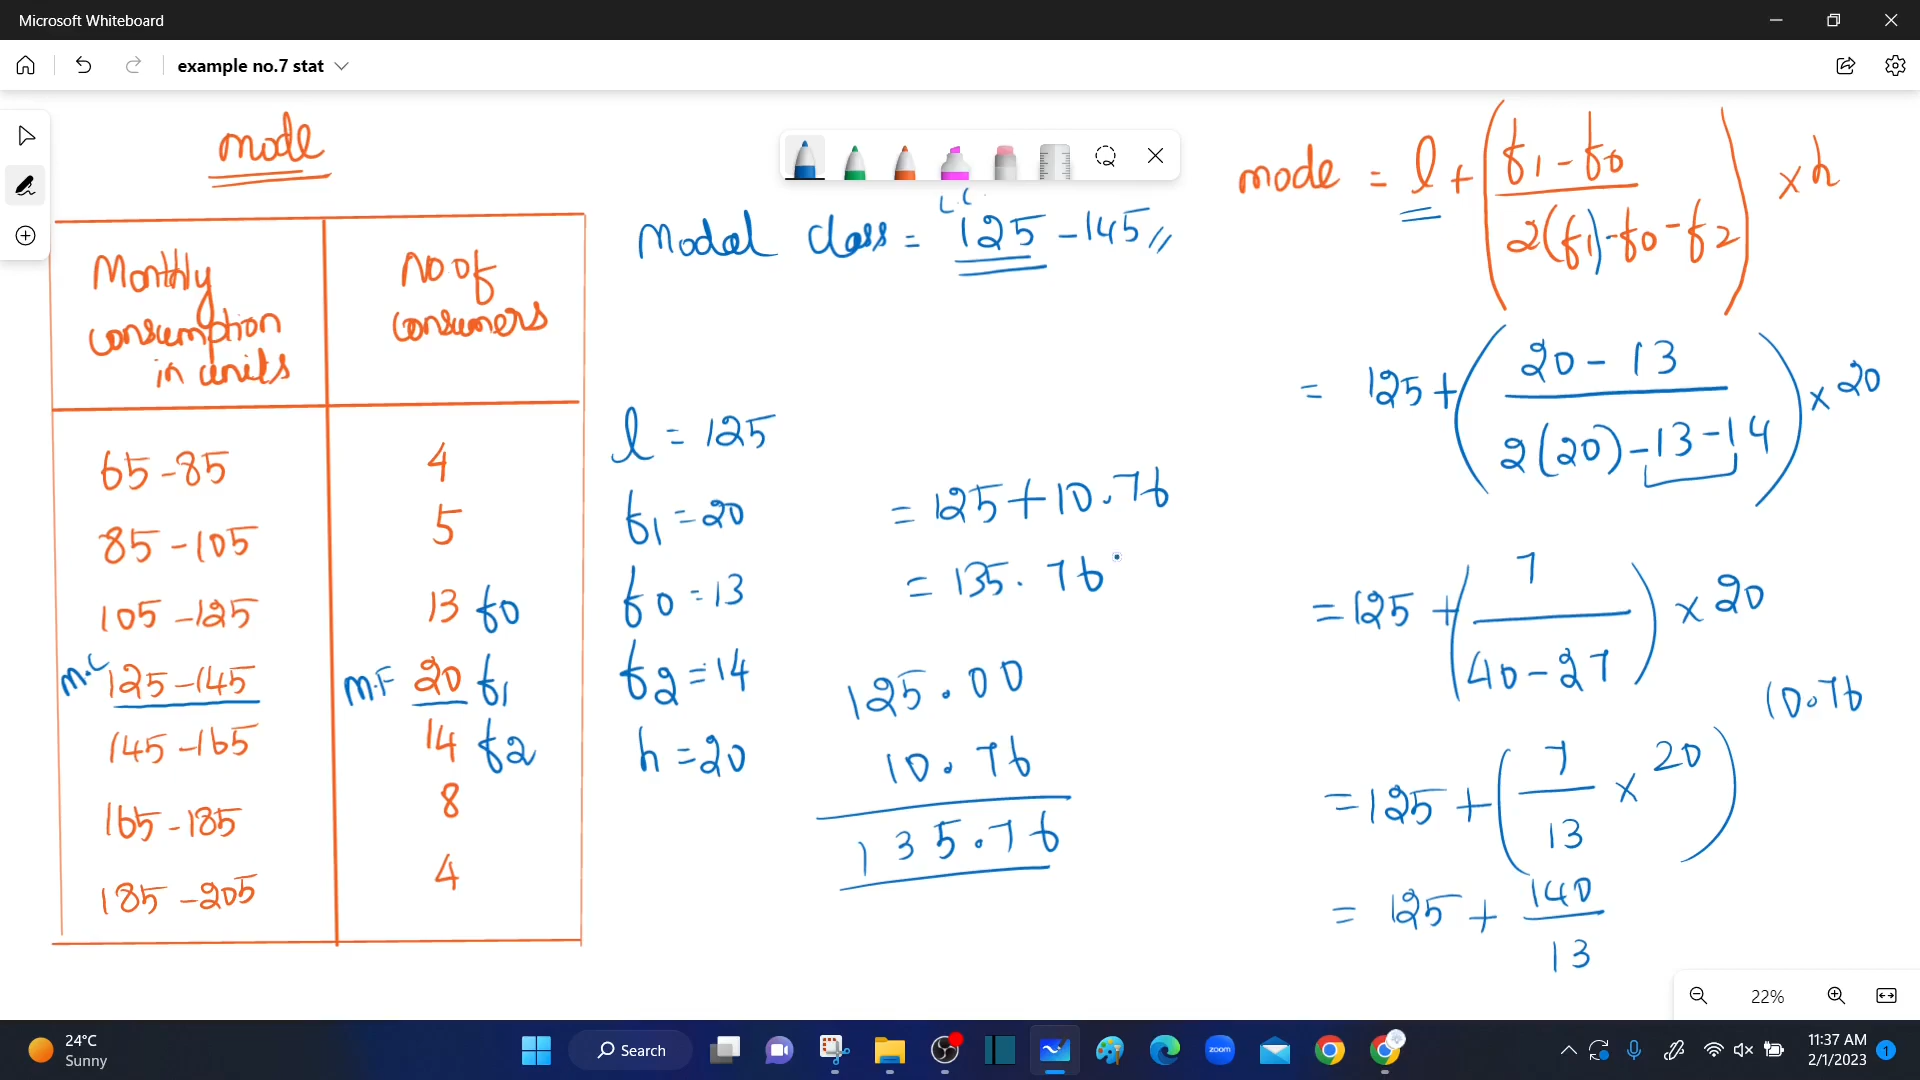 Microsoft Whiteboard
example no.7 stat
mode
Monthly consumption in units
No of consumers
65-85 4
85-105 5
105-125 13 f0
m.C 125-145 m.F 20 f1
145-165 14 f2
165-185 8
185-205 4
L.C.
Modal class = 125-145 //
l = 125
f1 = 20
f0 = 13
f2 = 14
h = 20
= 125 + 10.76
= 135.76
125.00
10.76
135.76
mode = l + (f1 - f0 / 2(f1) - f0 - f2) × h
= 125 + (20 - 13 / 2(20) - 13 - 14) × 20
= 125 + (7 / 40 - 27) × 20
10.76
= 125 + (7 / 13 × 20)
= 125 + 140 / 13
22%
24°C
Sunny
Search
zoom
11:37 AM
2/1/2023
1